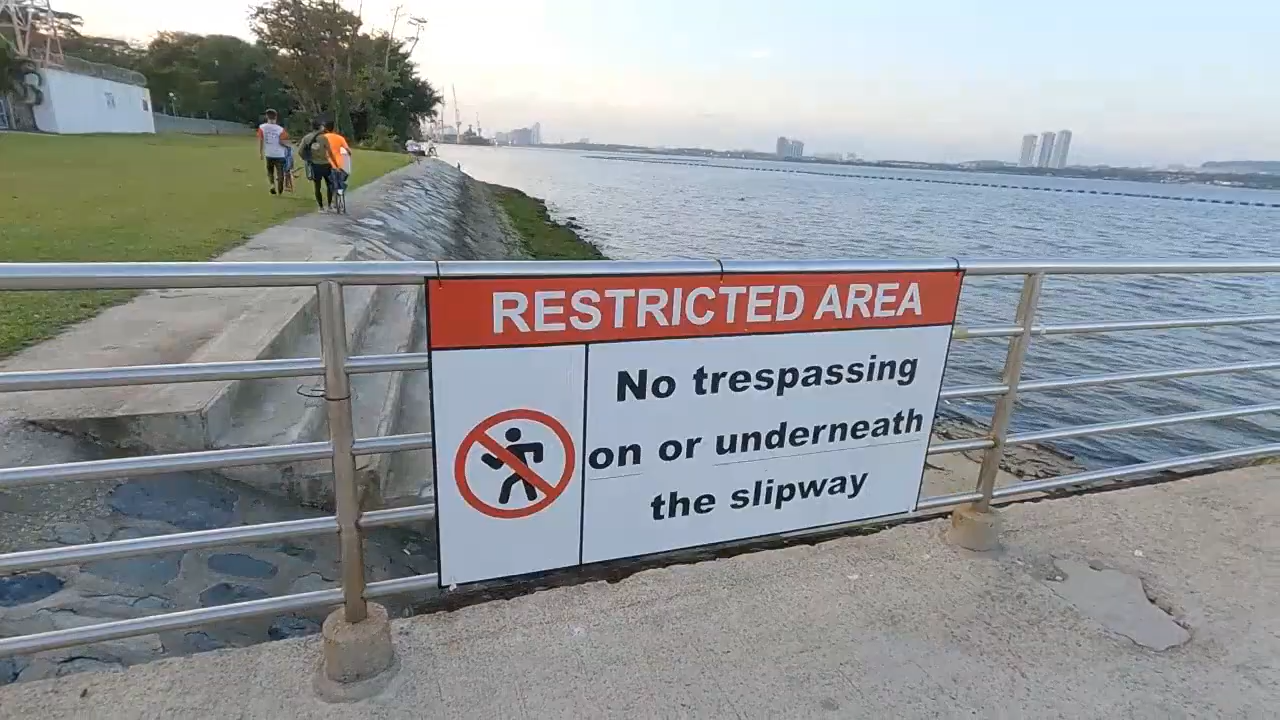 RESTRICTED AREA
No trespassing
on or underneath
the slipway